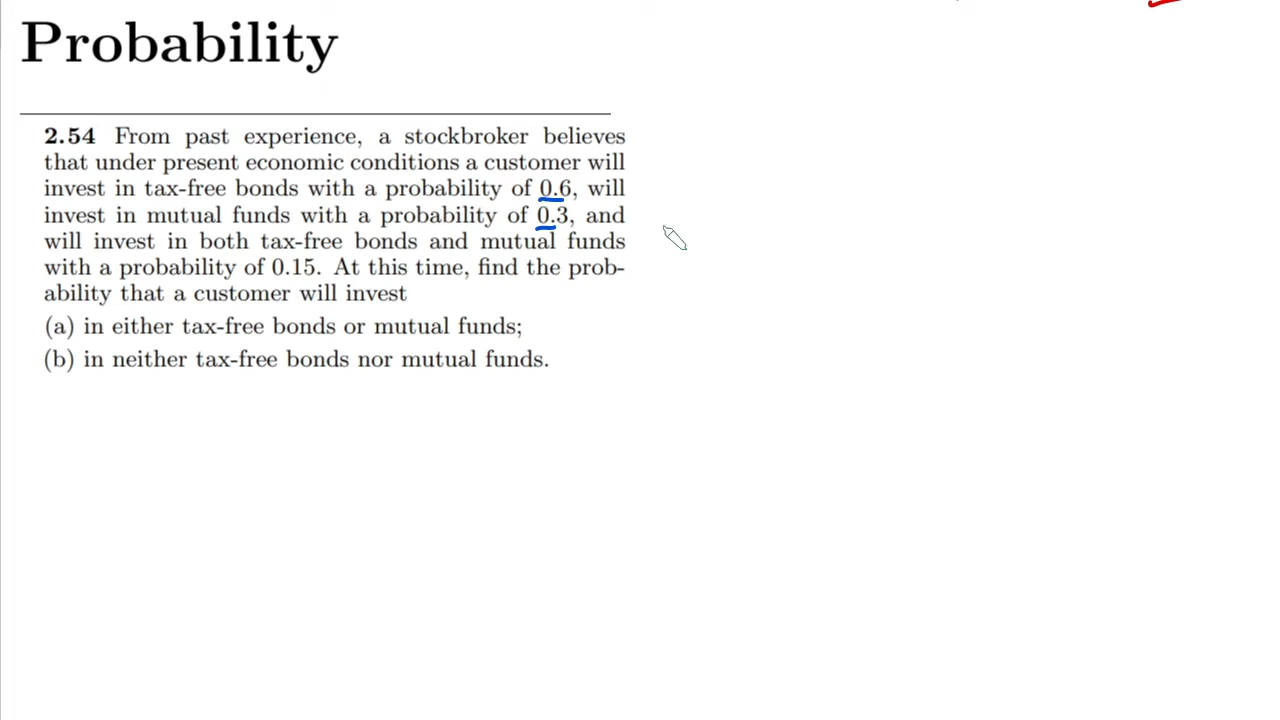 Probability
2.54 From past experience, a stockbroker believes
that under present economic conditions a customer will
invest in tax-free bonds with a probability of 0.6, will
invest in mutual funds with a probability of 0.3, and
will invest in both tax-free bonds and mutual funds
with a probability of 0.15. At this time, find the prob-
ability that a customer will invest
(a) in either tax-free bonds or mutual funds;
(b) in neither tax-free bonds nor mutual funds.